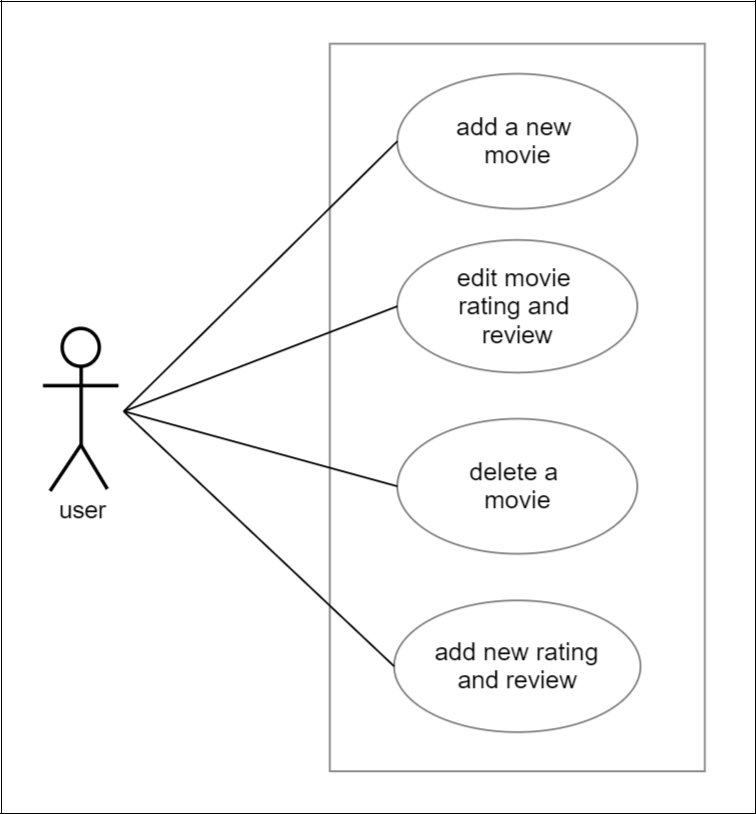 add a new
movie
edit movie
rating and
review
delete a
movie
user
add new rating
and review